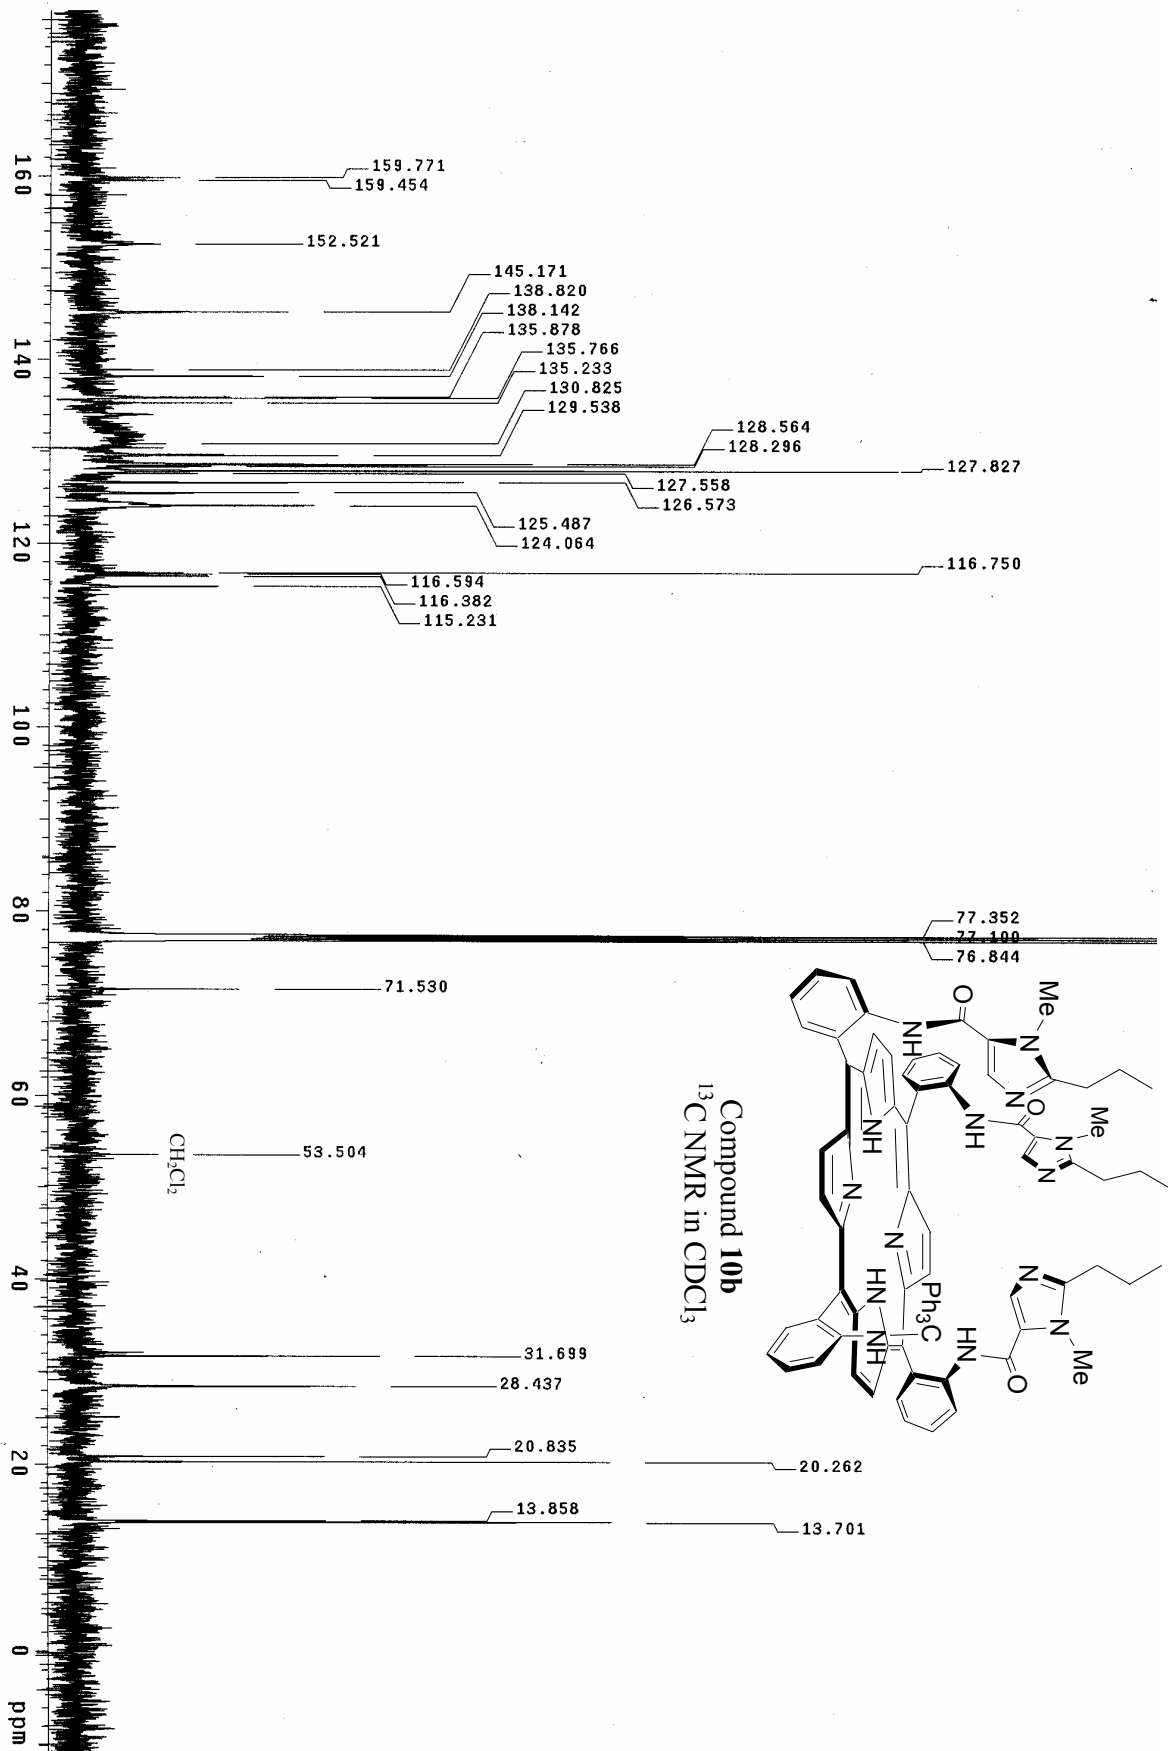 159.771
159.454
152.521
145.171
138.820
138.142
135.878
135.766
135.233
130.825
129.538
128.564
128.296
127.827
127.558
126.573
125.487
124.064
116.750
116.594
116.382
115.231
77.352
77.100
76.844
71.530
53.504
CH₂Cl₂
31.699
28.437
20.835
20.262
13.858
13.701
160
140
120
100
80
60
40
20
0
ppm
Me
N
N
O
NH
Me
N
N
O
NH
NH
N
N
HN
Ph₃C
NH
HN
O
N
N
Me
Compound 10b
¹³C NMR in CDCl₃